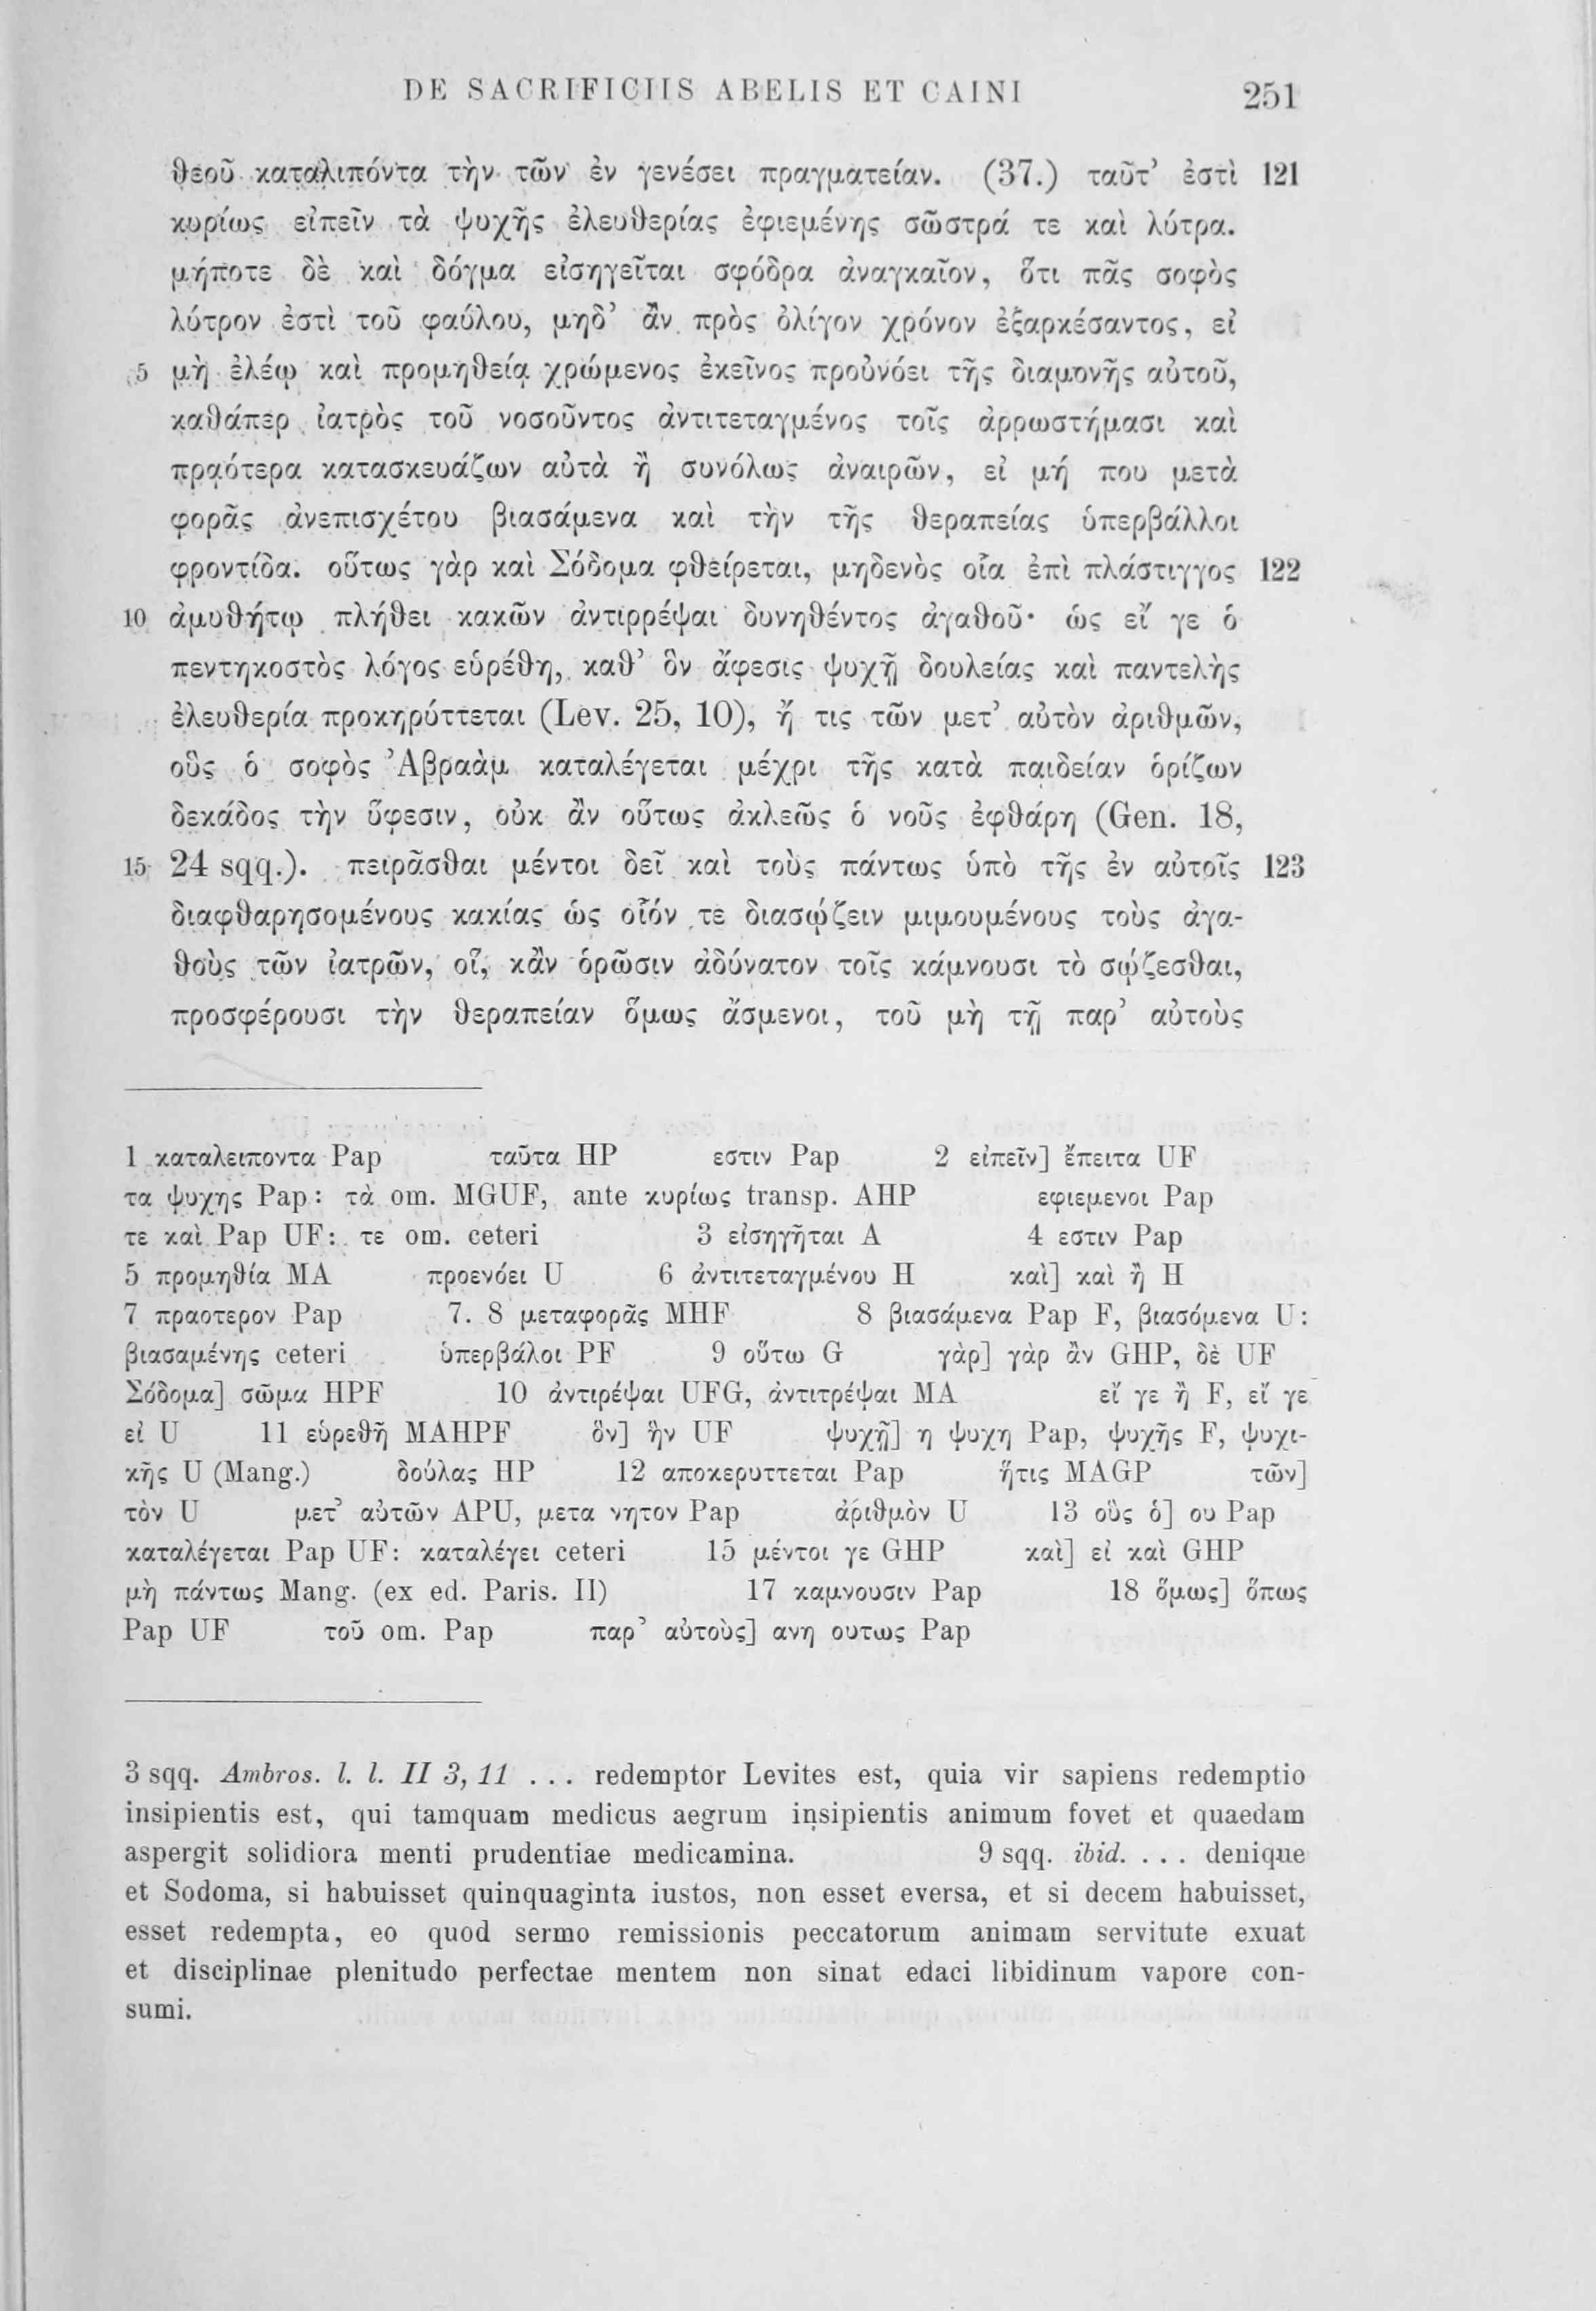 DE SACRIFICIIS ABELIS ET CAINI 251
θεοῦ καταλιπόντα τὴν τῶν ἐν γενέσει πραγματείαν. (37.) ταῦτ’ ἐστὶ 121
κυρίως εἰπεῖν τὰ ψυχῆς ἐλευθερίας ἐφιεμένης σῶστρά τε καὶ λύτρα.
μήποτε δὲ καὶ δόγμα εἰσηγεῖται σφόδρα ἀναγκαῖον, ὅτι πᾶς σοφὸς
λύτρον ἐστὶ τοῦ φαύλου, μηδ’ ἂν πρὸς ὀλίγον χρόνον ἐξαρκέσαντος, εἰ
5 μὴ ἐλέῳ καὶ προμηθείᾳ χρώμενος ἐκεῖνος προὐνόει τῆς διαμονῆς αὐτοῦ,
καθάπερ ἰατρὸς τοῦ νοσοῦντος ἀντιτεταγμένος τοῖς ἀρρωστήμασι καὶ
πρᾳότερα κατασκευάζων αὐτὰ ἢ συνόλως ἀναιρῶν, εἰ μή που μετὰ
φορᾶς ἀνεπισχέτου βιασάμενα καὶ τὴν τῆς θεραπείας ὑπερβάλλοι
φροντίδα. οὕτως γὰρ καὶ Σόδομα φθείρεται, μηδενὸς οἷα ἐπὶ πλάστιγγος 122
10 ἀμυθήτῳ πλήθει κακῶν ἀντιρρέψαι δυνηθέντος ἀγαθοῦ· ὡς εἴ γε ὁ
πεντηκοστὸς λόγος εὑρέθη, καθ’ ὃν ἄφεσις ψυχῇ δουλείας καὶ παντελὴς
ἐλευθερία προκηρύττεται (Lev. 25, 10), ἤ τις τῶν μετ’ αὐτὸν ἀριθμῶν,
οὓς ὁ σοφὸς Ἀβραὰμ καταλέγεται μέχρι τῆς κατὰ παιδείαν ὁρίζων
δεκάδος τὴν ὕφεσιν, οὐκ ἂν οὕτως ἀκλεῶς ὁ νοῦς ἐφθάρη (Gen. 18,
15 24 sqq.). πειρᾶσθαι μέντοι δεῖ καὶ τοὺς πάντως ὑπὸ τῆς ἐν αὑτοῖς 123
διαφθαρησομένους κακίας ὡς οἷόν τε διασῴζειν μιμουμένους τοὺς ἀγα-
θοὺς τῶν ἰατρῶν, οἵ, κἂν ὁρῶσιν ἀδύνατον τοῖς κάμνουσι τὸ σῴζεσθαι,
προσφέρουσι τὴν θεραπείαν ὅμως ἄσμενοι, τοῦ μὴ τῇ παρ’ αὑτοὺς
1 καταλειποντα Pap ταῦτα HP εστιν Pap 2 εἰπεῖν] ἔπειτα UF
τα ψυχης Pap: τὰ om. MGUF, ante κυρίως transp. AHP εφιεμενοι Pap
τε καὶ Pap UF: τε om. ceteri 3 εἰσηγῆται A 4 εστιν Pap
5 προμηθία MA προενόει U 6 ἀντιτεταγμένου H καὶ] καὶ ἢ H
7 πραοτερον Pap 7. 8 μεταφορᾶς MHF 8 βιασάμενα Pap F, βιασόμενα U:
βιασαμένης ceteri ὑπερβάλοι PF 9 οὕτω G γὰρ] γὰρ ἂν GHP, δὲ UF
Σόδομα] σῶμα HPF 10 ἀντιρέψαι UFG, ἀντιτρέψαι MA εἴ γε ἢ F, εἴ γε
εἰ U 11 εὑρεθῆ MAHPF ὃν] ἣν UF ψυχῇ] η ψυχη Pap, ψυχῆς F, ψυχι-
κῆς U (Mang.) δούλας HP 12 αποκερυττεται Pap ἥτις MAGP τῶν]
τὸν U μετ’ αὐτῶν APU, μετα νητον Pap ἀριθμὸν U 13 οὓς ὁ] ου Pap
καταλέγεται Pap UF: καταλέγει ceteri 15 μέντοι γε GHP καὶ] εἰ καὶ GHP
μὴ πάντως Mang. (ex ed. Paris. II) 17 καμνουσιν Pap 18 ὅμως] ὅπως
Pap UF τοῦ om. Pap παρ’ αὑτοὺς] ανη ουτως Pap
3 sqq. Ambros. l. l. II 3, 11 ... redemptor Levites est, quia vir sapiens redemptio
insipientis est, qui tamquam medicus aegrum insipientis animum fovet et quaedam
aspergit solidiora menti prudentiae medicamina. 9 sqq. ibid. ... denique
et Sodoma, si habuisset quinquaginta iustos, non esset eversa, et si decem habuisset,
esset redempta, eo quod sermo remissionis peccatorum animam servitute exuat
et disciplinae plenitudo perfectae mentem non sinat edaci libidinum vapore con-
sumi.